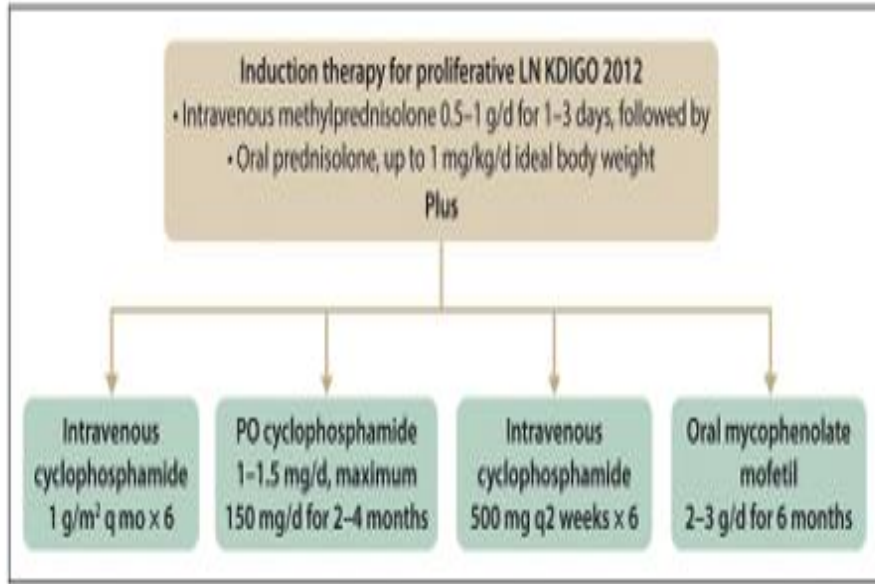 Induction therapy for proliferative LN KDIGO 2012
• Intravenous methylprednisolone 0.5–1 g/d for 1–3 days, followed by
• Oral prednisolone, up to 1 mg/kg/d ideal body weight
Plus
Intravenous
cyclophosphamide
1 g/m² q mo × 6
PO cyclophosphamide
1–1.5 mg/d, maximum
150 mg/d for 2–4 months
Intravenous
cyclophosphamide
500 mg q2 weeks × 6
Oral mycophenolate
mofetil
2–3 g/d for 6 months